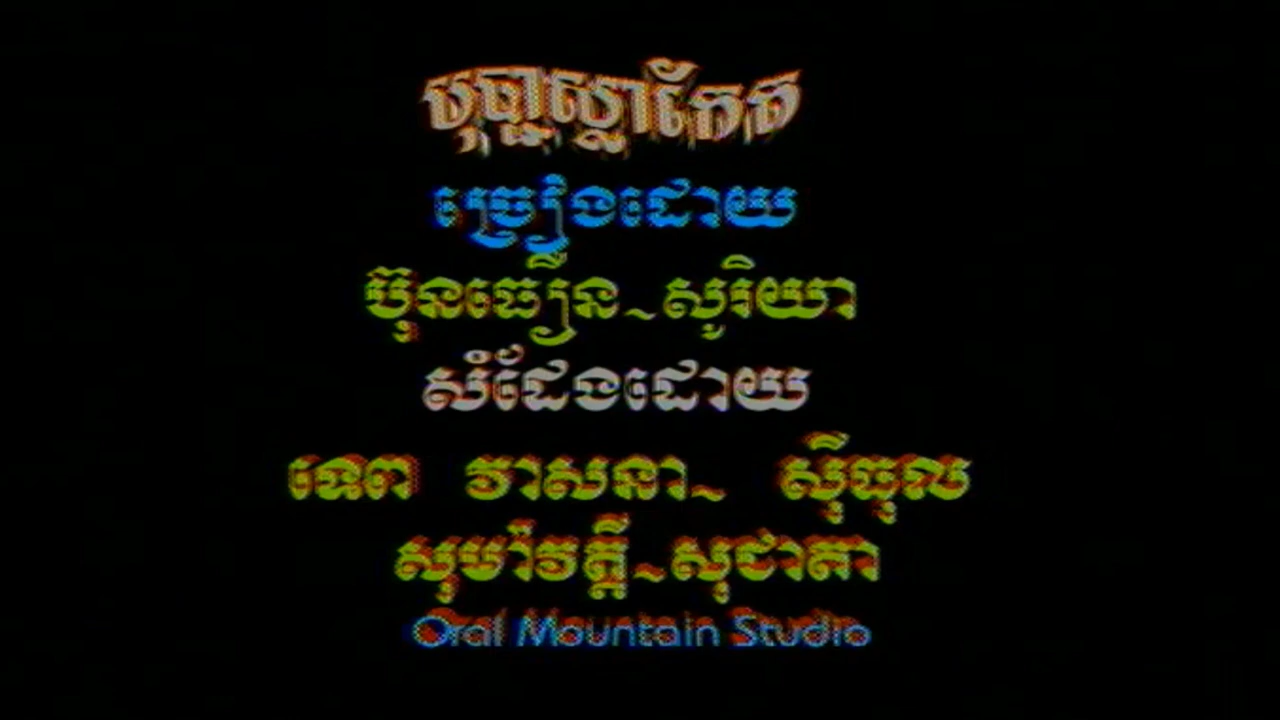 បុប្ផាស្លាកែត
ច្រៀងដោយ
ប៊ុនធឿន~សូរិយា
សំដែងដោយ
ទេព វាសនា~ ស៊ីធុល
សុមាវត្តី~សុជាតា
Oral Mountain Studio